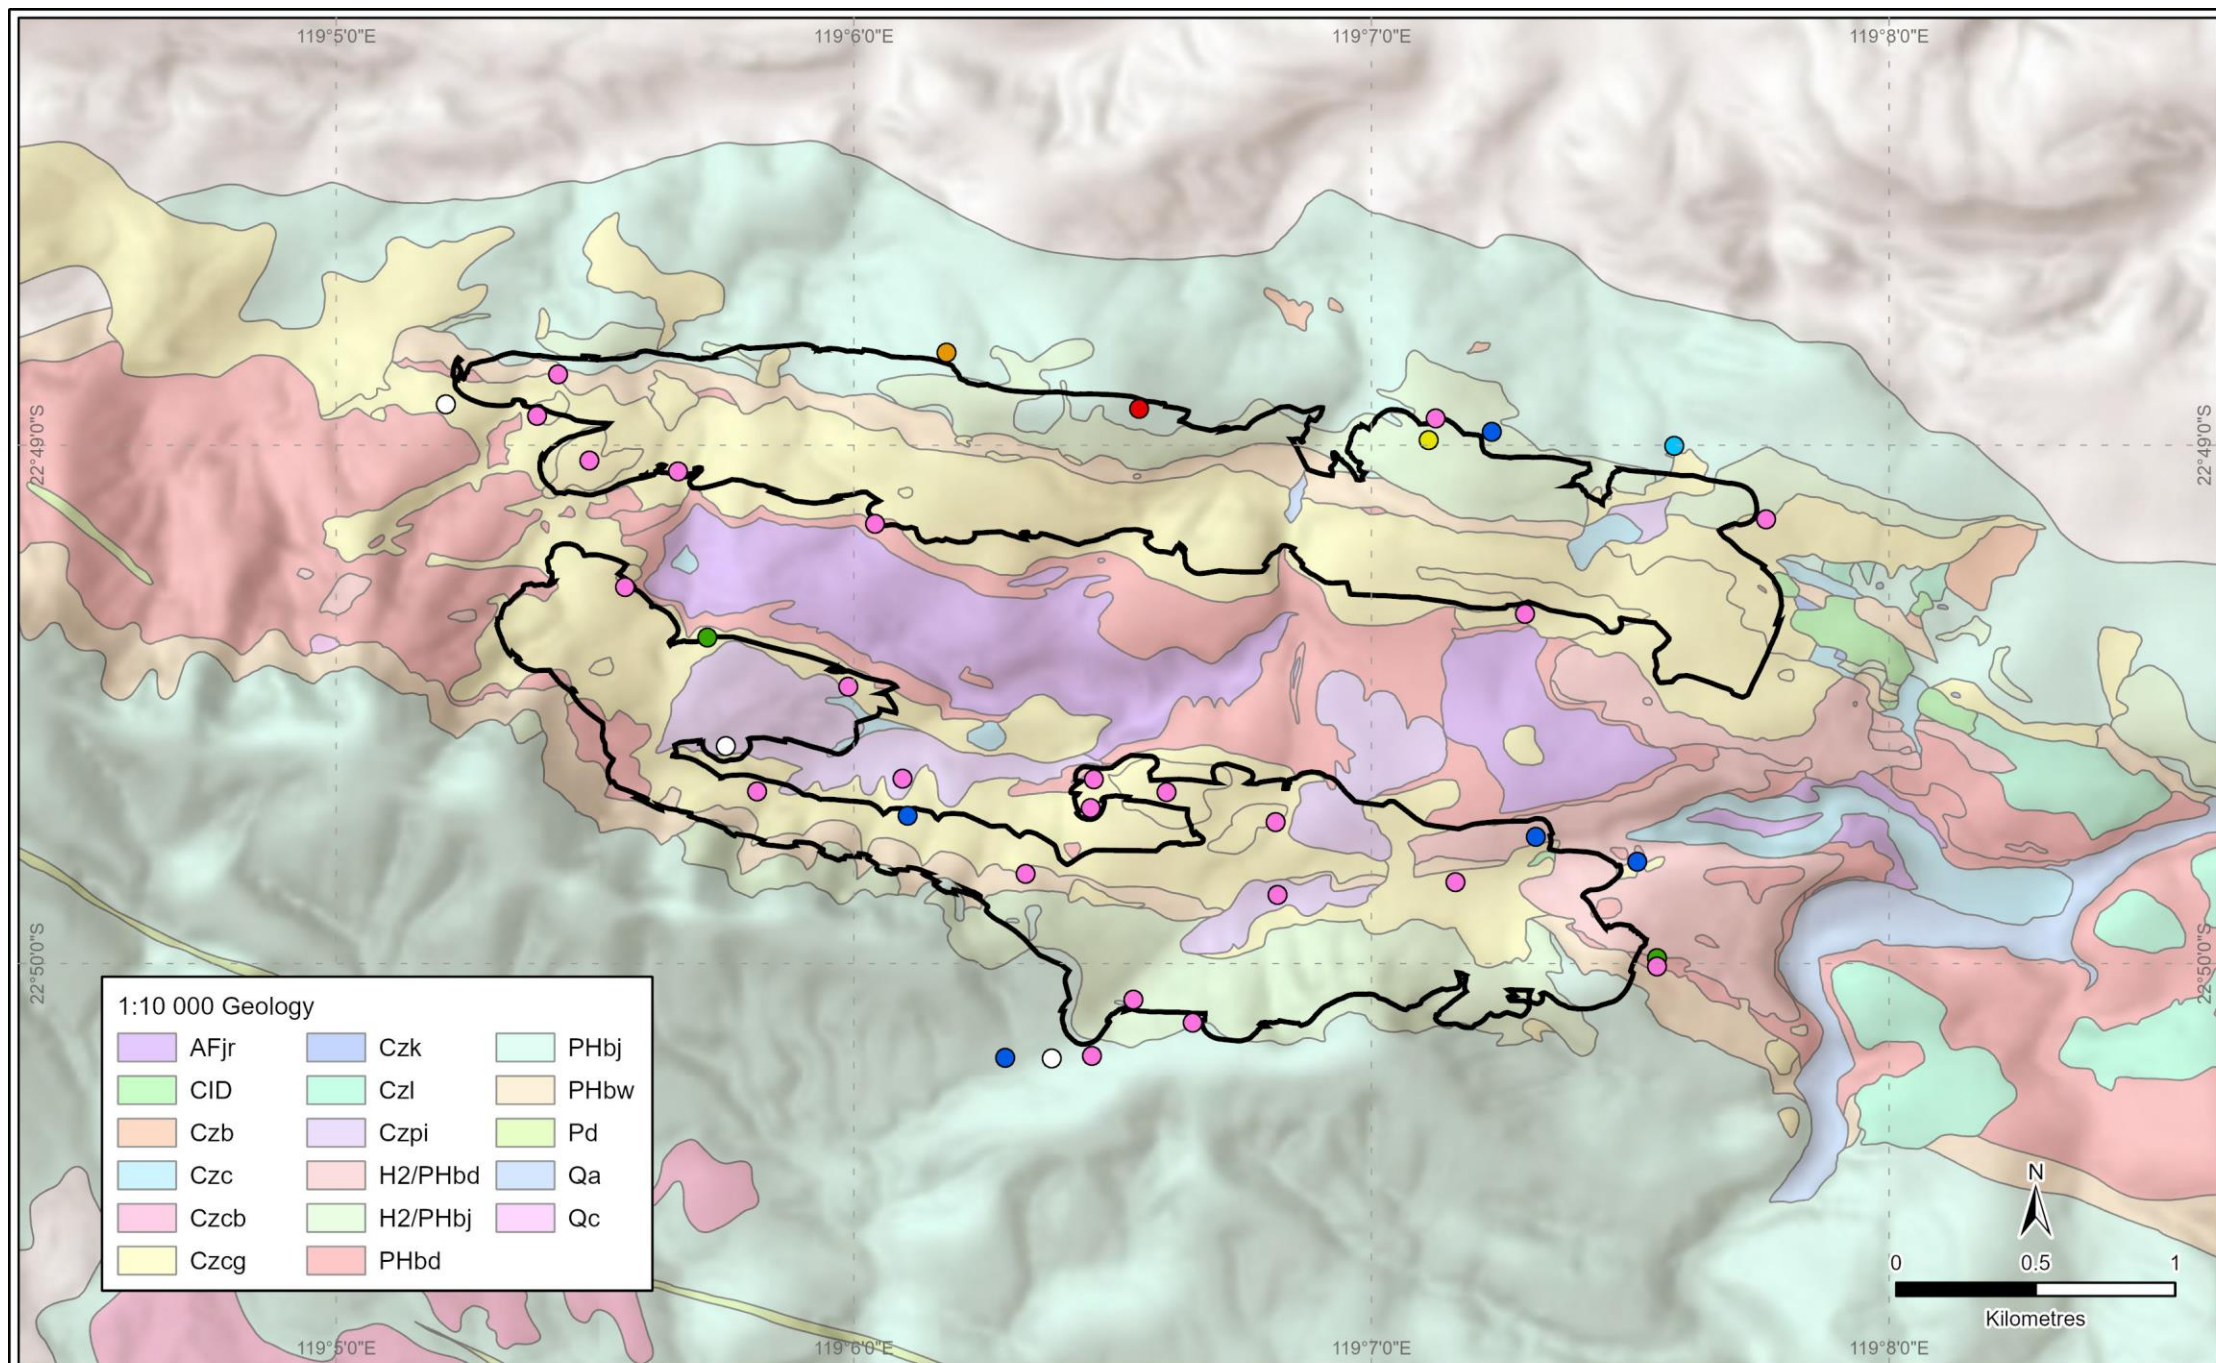 119°5'0"E 119°6'0"E 119°7'0"E 119°8'0"E
22°49'0"S 22°49'0"S
22°50'0"S 22°50'0"S
1:10 000 Geology
AFjr Czk PHbj
CID Czl PHbw
Czb Czpi Pd
Czc H2/PHbd Qa
Czcb H2/PHbj Qc
Czcg PHbd
N
0 0.5 1
Kilometres
119°5'0"E 119°6'0"E 119°7'0"E 119°8'0"E